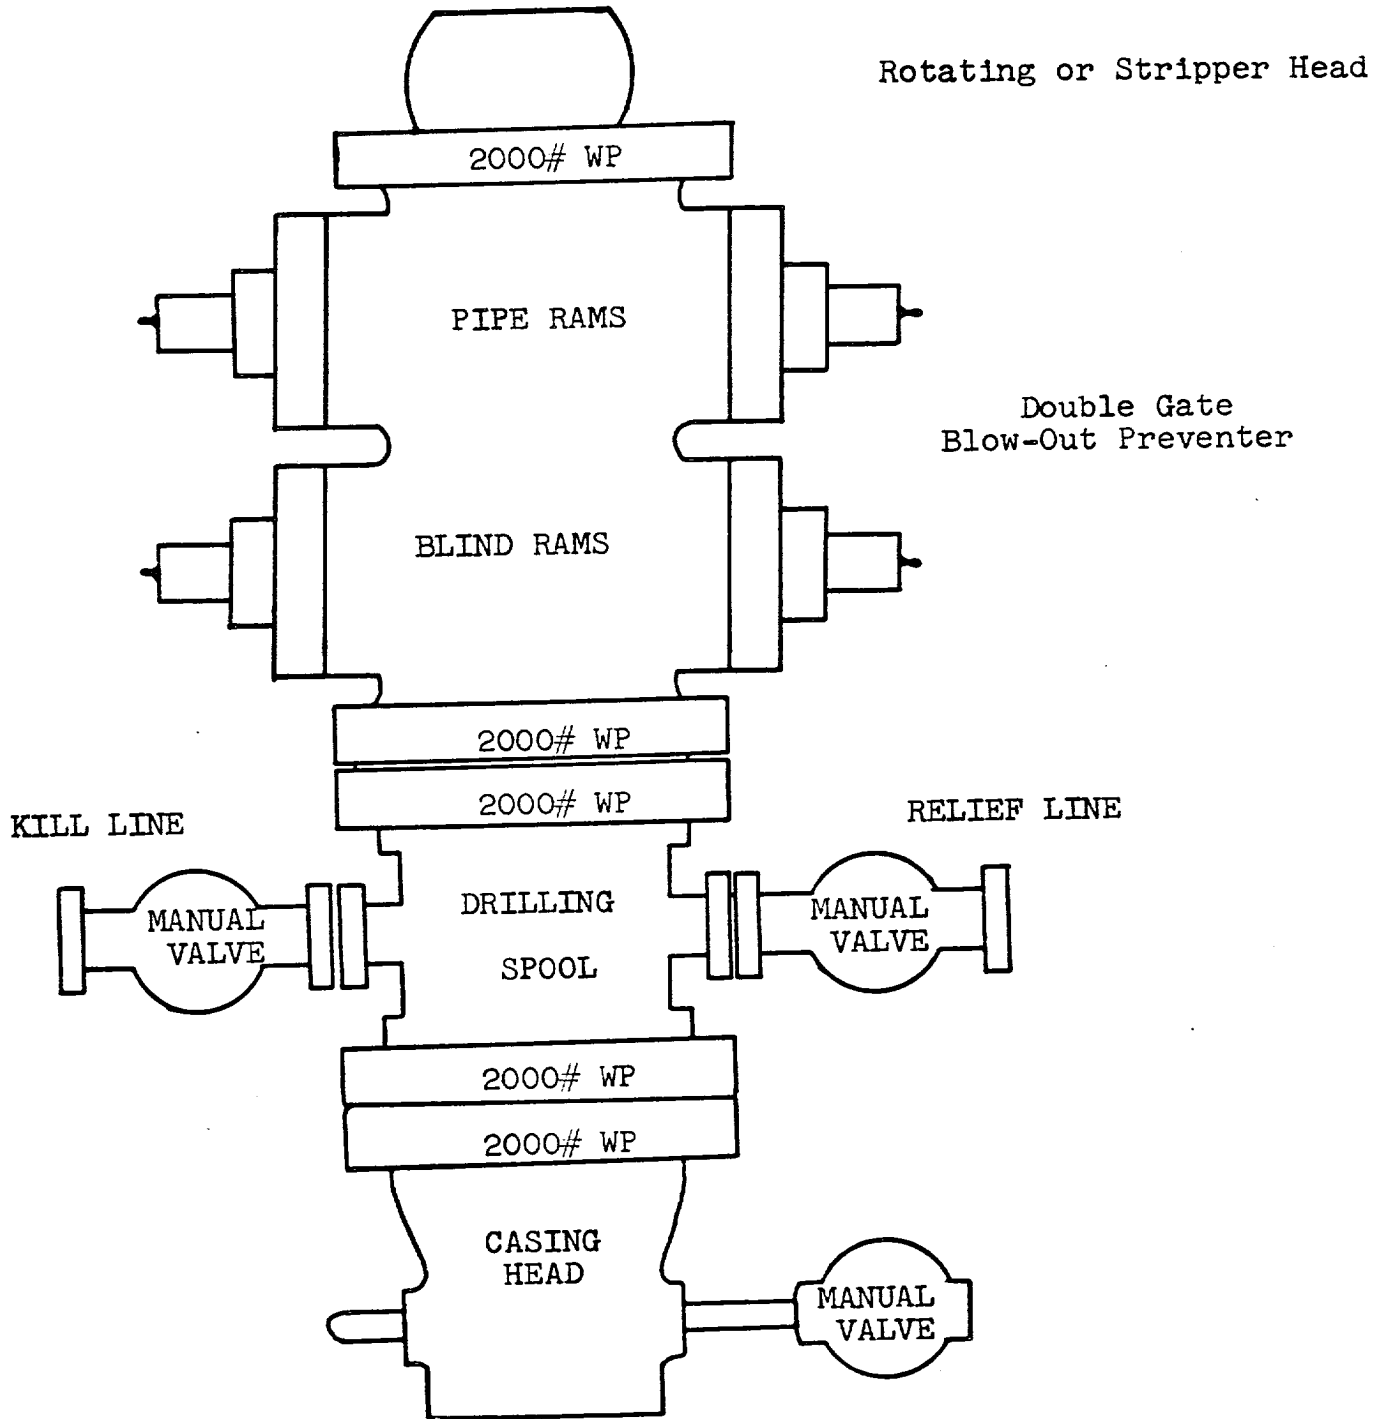 Rotating or Stripper Head
2000# WP
PIPE RAMS
Double Gate
Blow-Out Preventer
BLIND RAMS
2000# WP
2000# WP
KILL LINE
RELIEF LINE
MANUAL
VALVE
DRILLING
SPOOL
MANUAL
VALVE
2000# WP
2000# WP
CASING
HEAD
MANUAL
VALVE